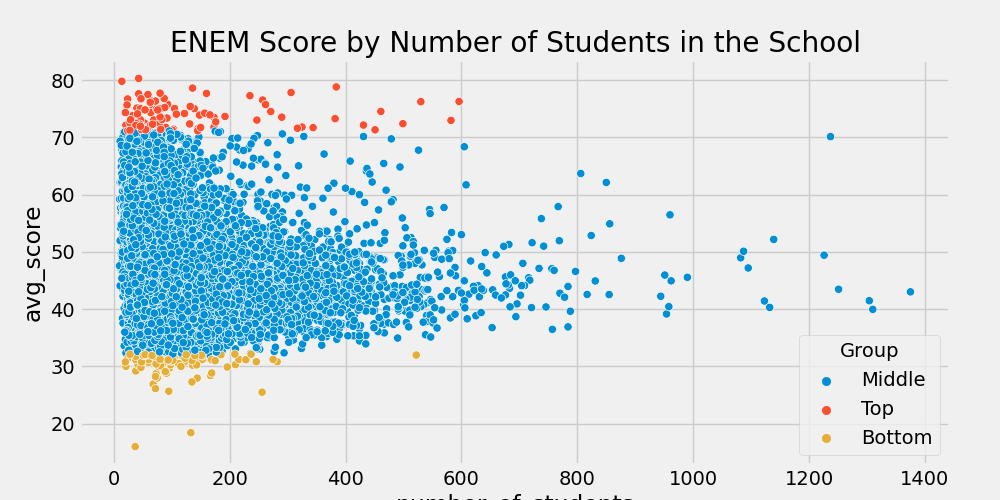 ENEM Score by Number of Students in the School
avg_score
80
70
60
50
40
30
20
Group
Middle
Top
Bottom
0 200 400 600 800 1000 1200 1400
number_of_students